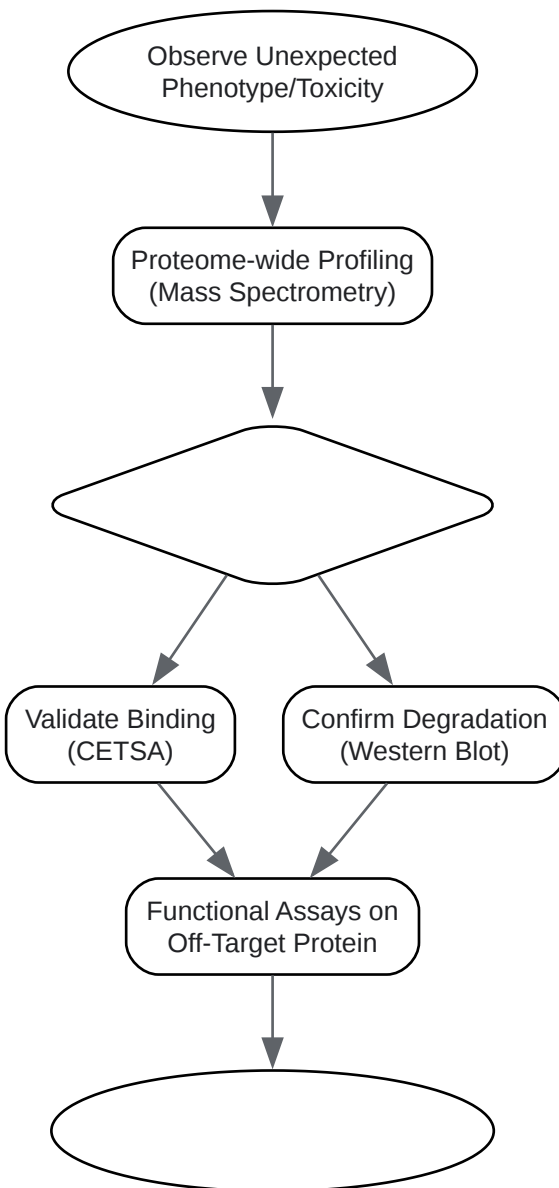 Observe Unexpected
Phenotype/Toxicity
Proteome-wide Profiling
(Mass Spectrometry)
Validate Binding
(CETSA)
Confirm Degradation
(Western Blot)
Functional Assays on
Off-Target Protein